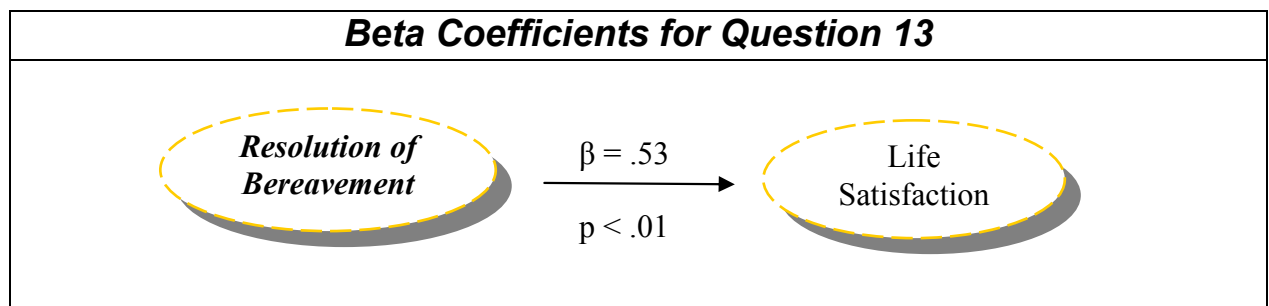 Beta Coefficients for Question 13
Resolution of
Bereavement
β = .53
p < .01
Life
Satisfaction